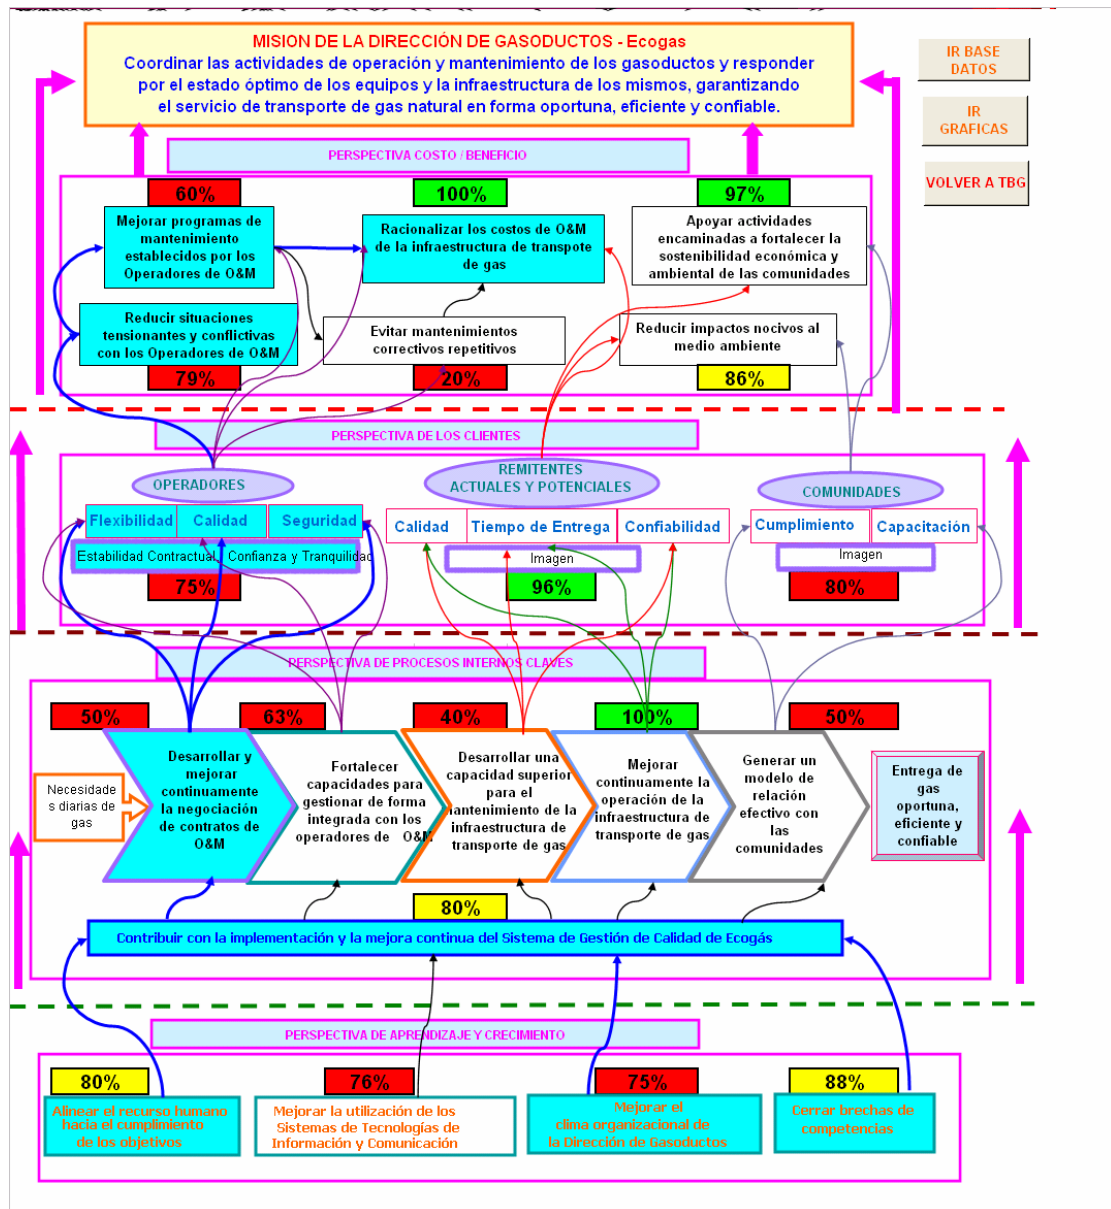 MISION DE LA DIRECCIÓN DE GASODUCTOS - Ecogas
Coordinar las actividades de operación y mantenimiento de los gasoductos y responder
por el estado óptimo de los equipos y la infraestructura de los mismos, garantizando
el servicio de transporte de gas natural en forma oportuna, eficiente y confiable.
IR BASE
DATOS
IR
GRAFICAS
VOLVER A TBG
PERSPECTIVA COSTO / BENEFICIO
60%
100%
97%
Mejorar programas de
mantenimiento
establecidos por los
Operadores de O&M
Racionalizar los costos de O&M
de la infraestructura de transpote
de gas
Apoyar actividades
encaminadas a fortalecer la
sostenibilidad económica y
ambiental de las comunidades
Reducir situaciones
tensionantes y conflictivas
con los Operadores de O&M
Evitar mantenimientos
correctivos repetitivos
Reducir impactos nocivos al
medio ambiente
79%
20%
86%
PERSPECTIVA DE LOS CLIENTES
OPERADORES
REMITENTES
ACTUALES Y POTENCIALES
COMUNIDADES
Flexibilidad
Calidad
Seguridad
Calidad
Tiempo de Entrega
Confiabilidad
Cumplimiento
Capacitación
Estabilidad Contractual
Confianza y Tranquilidad
Imagen
Imagen
75%
96%
80%
PERSPECTIVA DE PROCESOS INTERNOS CLAVES
50%
63%
40%
100%
50%
Necesidade
s diarias de
gas
Desarrollar y
mejorar
continuamente
la negociación
de contratos de
O&M
Fortalecer
capacidades para
gestionar de forma
integrada con los
operadores de O&M
Desarrollar una
capacidad superior
para el
mantenimiento de la
infraestructura de
transporte de gas
Mejorar
continuamente la
operación de la
infraestructura de
transporte de gas
Generar un
modelo de
relación
efectivo con
las
comunidades
Entrega de
gas
oportuna,
eficiente y
confiable
80%
Contribuir con la implementación y la mejora continua del Sistema de Gestión de Calidad de Ecogás
PERSPECTIVA DE APRENDIZAJE Y CRECIMIENTO
80%
76%
75%
88%
Alinear el recurso humano
hacia el cumplimiento
de los objetivos
Mejorar la utilización de los
Sistemas de Tecnologías de
Información y Comunicación
Mejorar el
clima organizacional de
la Dirección de Gasoductos
Cerrar brechas de
competencias